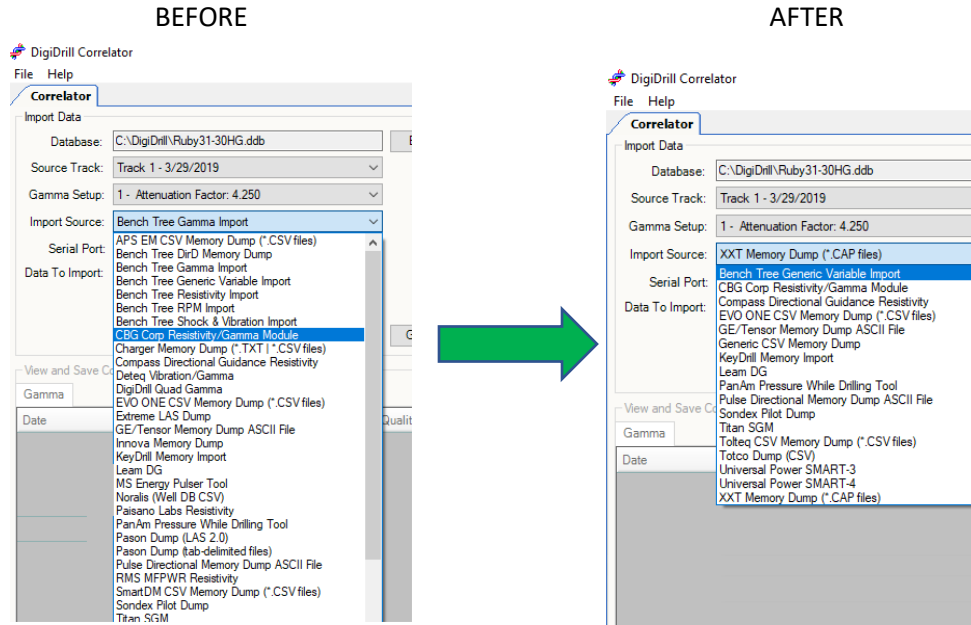 BEFORE
DigiDrill Correlator
File Help
Correlator
Import Data
Database: C:\DigiDrill\Ruby31-30HG.ddb
Source Track: Track 1 - 3/29/2019
Gamma Setup: 1 - Attenuation Factor: 4.250
Import Source: Bench Tree Gamma Import
Serial Port:
Data To Import:
APS EM CSV Memory Dump (*.CSV files)
Bench Tree DirD Memory Dump
Bench Tree Gamma Import
Bench Tree Generic Variable Import
Bench Tree Resistivity Import
Bench Tree RPM Import
Bench Tree Shock & Vibration Import
CBG Corp Resistivity/Gamma Module
Charger Memory Dump (*.TXT | *.CSV files)
Compass Directional Guidance Resistivity
Deteq Vibration/Gamma
DigiDrill Quad Gamma
EVO ONE CSV Memory Dump (*.CSV files)
Extreme LAS Dump
GE/Tensor Memory Dump ASCII File
Innova Memory Dump
KeyDrill Memory Import
Leam DG
MS Energy Pulser Tool
Noralis (Well DB CSV)
Paisano Labs Resistivity
PanAm Pressure While Drilling Tool
Pason Dump (LAS 2.0)
Pason Dump (tab-delimited files)
Pulse Directional Memory Dump ASCII File
RMS MFPWR Resistivity
SmartDM CSV Memory Dump (*.CSV files)
Sondex Pilot Dump
Titan SGM
View and Save Co
Gamma
Date
Qualit
AFTER
DigiDrill Correlator
File Help
Correlator
Import Data
Database: C:\DigiDrill\Ruby31-30HG.ddb
Source Track: Track 1 - 3/29/2019
Gamma Setup: 1 - Attenuation Factor: 4.250
Import Source: XXT Memory Dump (*.CAP files)
Serial Port:
Data To Import:
Bench Tree Generic Variable Import
CBG Corp Resistivity/Gamma Module
Compass Directional Guidance Resistivity
EVO ONE CSV Memory Dump (*.CSV files)
GE/Tensor Memory Dump ASCII File
Generic CSV Memory Dump
KeyDrill Memory Import
Leam DG
PanAm Pressure While Drilling Tool
Pulse Directional Memory Dump ASCII File
Sondex Pilot Dump
Titan SGM
Tolteq CSV Memory Dump (*.CSV files)
Totco Dump (CSV)
Universal Power SMART-3
Universal Power SMART-4
XXT Memory Dump (*.CAP files)
View and Save Co
Gamma
Date